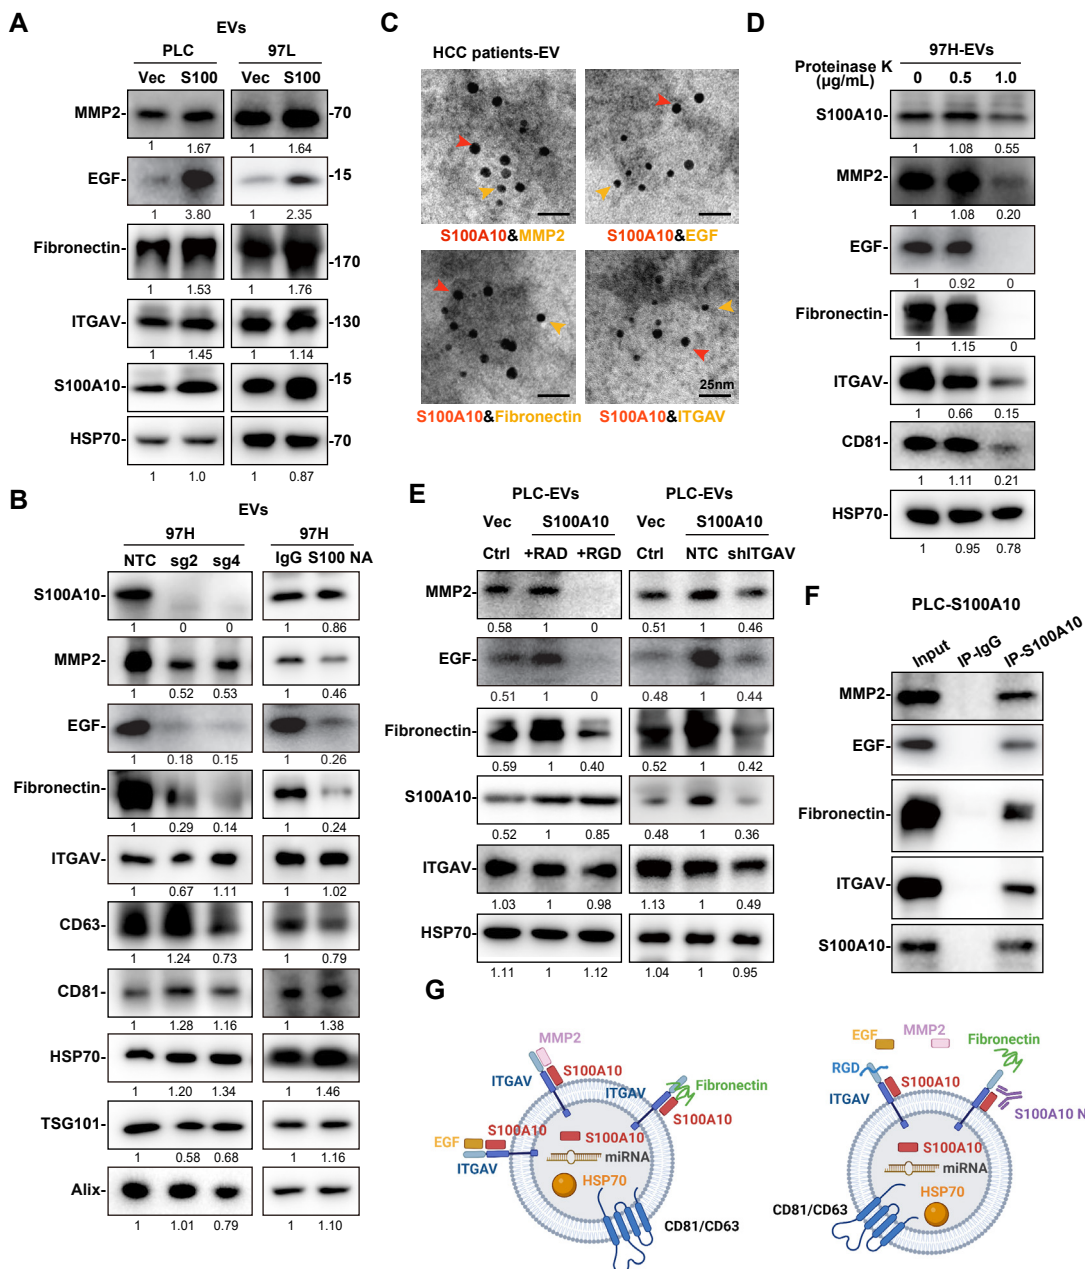 A
EVs
PLC 97L
Vec S100 Vec S100
MMP2- -70
1 1.67 1 1.64
EGF -15
1 3.80 1 2.35
Fibronectin- -170
1 1.53 1 1.76
ITGAV- -130
1 1.45 1 1.14
S100A10- -15
HSP70- -70
1 1.0 1 0.87
B
EVs
97H 97H
NTC sg2 sg4 IgG S100 NA
S100A10-
1 0 0 1 0.86
MMP2-
1 0.52 0.53 1 0.46
EGF-
1 0.18 0.15 1 0.26
Fibronectin-
1 0.29 0.14 1 0.24
ITGAV-
1 0.67 1.11 1 1.02
CD63-
1 1.24 0.73 1 0.79
CD81-
1 1.28 1.16 1 1.38
HSP70-
1 1.20 1.34 1 1.46
TSG101-
1 0.58 0.68 1 1.16
Alix-
1 1.01 0.79 1 1.10
C
HCC patients-EV
S100A10&MMP2 S100A10&EGF
25nm
S100A10&Fibronectin S100A10&ITGAV
D
97H-EVs
Proteinase K
(µg/mL) 0 0.5 1.0
S100A10-
1 1.08 0.55
MMP2-
1 1.08 0.20
EGF-
1 0.92 0
Fibronectin-
1 1.15 0
ITGAV-
1 0.66 0.15
CD81-
1 1.11 0.21
HSP70-
1 0.95 0.78
E
PLC-EVs PLC-EVs
Vec S100A10 Vec S100A10
Ctrl +RAD +RGD Ctrl NTC shITGAV
MMP2-
0.58 1 0 0.51 1 0.46
EGF-
0.51 1 0 0.48 1 0.44
Fibronectin-
0.59 1 0.40 0.52 1 0.42
S100A10-
0.52 1 0.85 0.48 1 0.36
ITGAV-
1.03 1 0.98 1.13 1 0.49
HSP70-
1.11 1 1.12 1.04 1 0.95
F
PLC-S100A10
Input IP-IgG IP-S100A10
MMP2-
EGF-
Fibronectin-
ITGAV-
S100A10-
G
MMP2
S100A10
ITGAV
ITGAV
Fibronectin
S100A10
EGF
S100A10
ITGAV
S100A10
miRNA
HSP70
CD81/CD63
EGF
MMP2
Fibronectin
RGD
S100A10
ITGAV
S100A10 N
S100A10
miRNA
HSP70
CD81/CD63